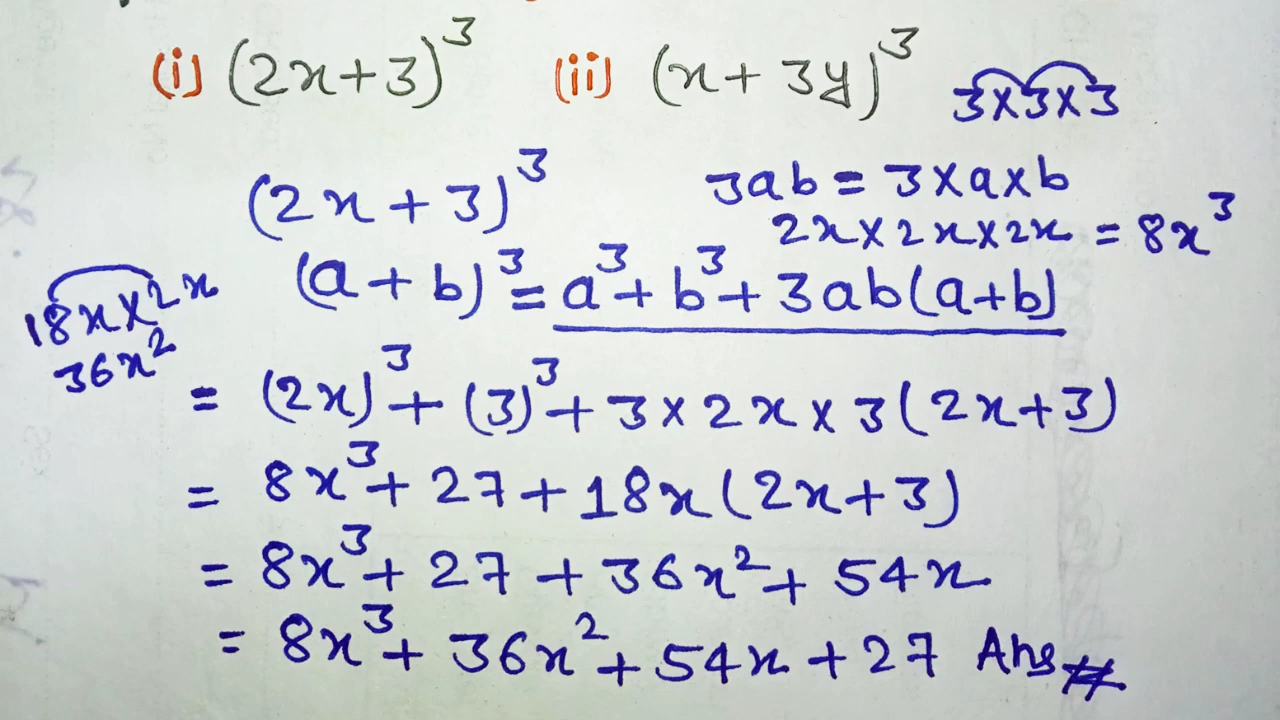 (i) (2x+3)³ (ii) (x+3y)³
3×3×3
(2x+3)³
3ab = 3×a×b
2x×2x×2x = 8x³
(a+b)³ = a³+b³+3ab(a+b)
18x×2x
36x²
= (2x)³+(3)³+3×2x×3(2x+3)
= 8x³+27+18x(2x+3)
= 8x³+27+36x²+54x
= 8x³+36x²+54x+27 Ans #